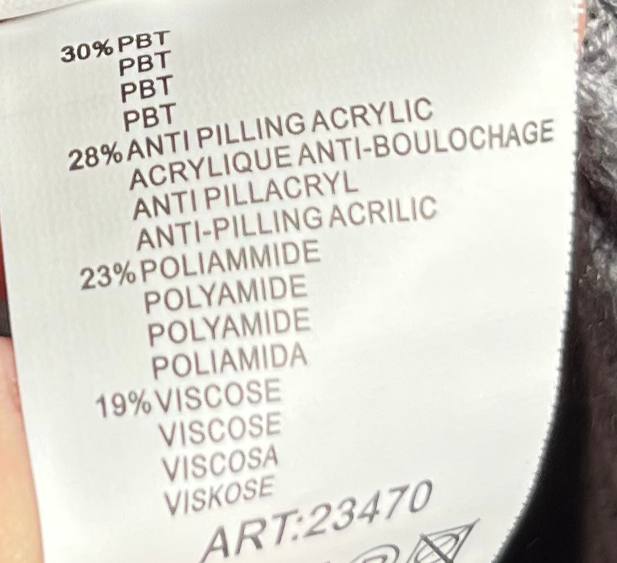 30% PBT
PBT
PBT
PBT
28% ANTI PILLING ACRYLIC
ACRYLIQUE ANTI-BOULOCHAGE
ANTI PILLACRYL
ANTI-PILLING ACRILIC
23% POLIAMMIDE
POLYAMIDE
POLYAMIDE
POLIAMIDA
19% VISCOSE
VISCOSE
VISCOSA
VISKOSE
ART:23470